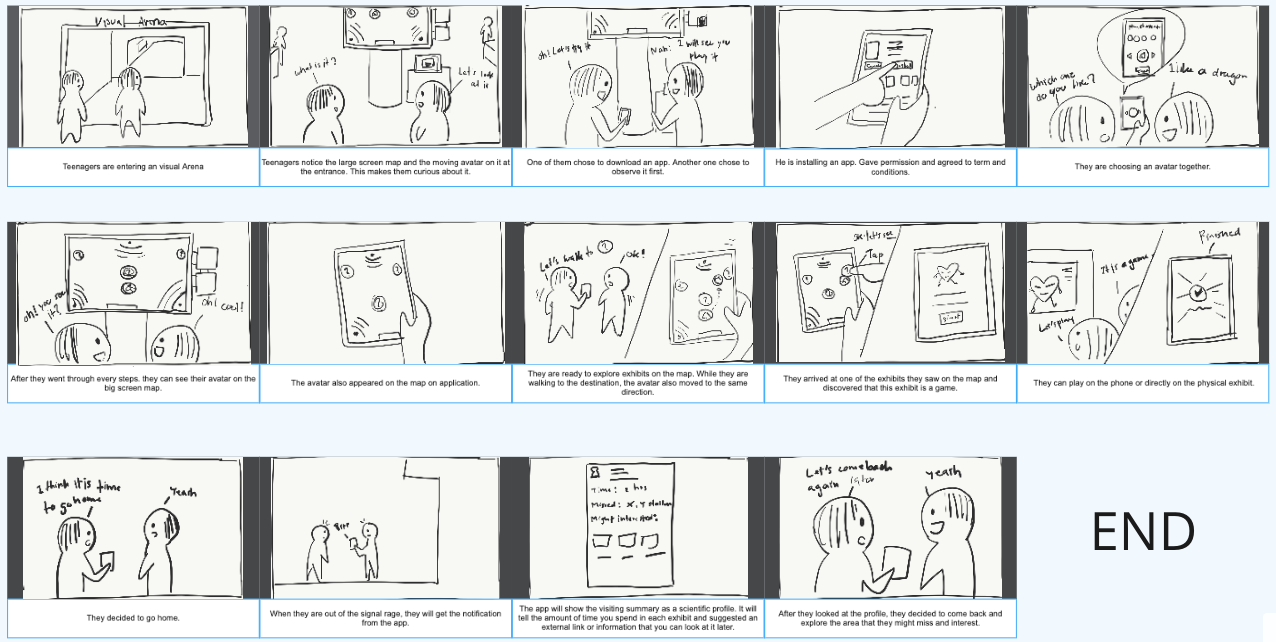 Visual Arena
Teenagers are entering an visual Arena
what is it?
Let's look
at it
Teenagers notice the large screen map and the moving avatar on it at
the entrance. This makes them curious about it.
oh! Let's try it
Nah! I will see you
play it
One of them chose to download an app. Another one chose to
observe it first.
He is installing an app. Gave permission and agreed to term and
conditions.
which one
do you like?
I like a dragon
They are choosing an avatar together.
oh! you see
it?
oh! cool!
After they went through every steps. they can see their avatar on the
big screen map.
The avatar also appeared on the map on application.
Let's walk to
?
They are ready to explore exhibits on the map. While they are
walking to the destination, the avatar also moved to the same
direction.
Tap
They arrived at one of the exhibits they saw on the map and
discovered that this exhibit is a game.
It's a game
Let's play
Finished
They can play on the phone or directly on the physical exhibit.
I think it is time
to go home
Yeash
They decided to go home.
When they are out of the signal rage, they will get the notification
from the app.
Time: 2 hrs
Missed: X, Y station
Might interested:
The app will show the visiting summary as a scientific profile. It will
tell the amount of time you spend in each exhibit and suggested an
external link or information that you can look at it later.
Let's come back
again later
yeash
After they looked at the profile, they decided to come back and
explore the area that they might miss and interest.
END